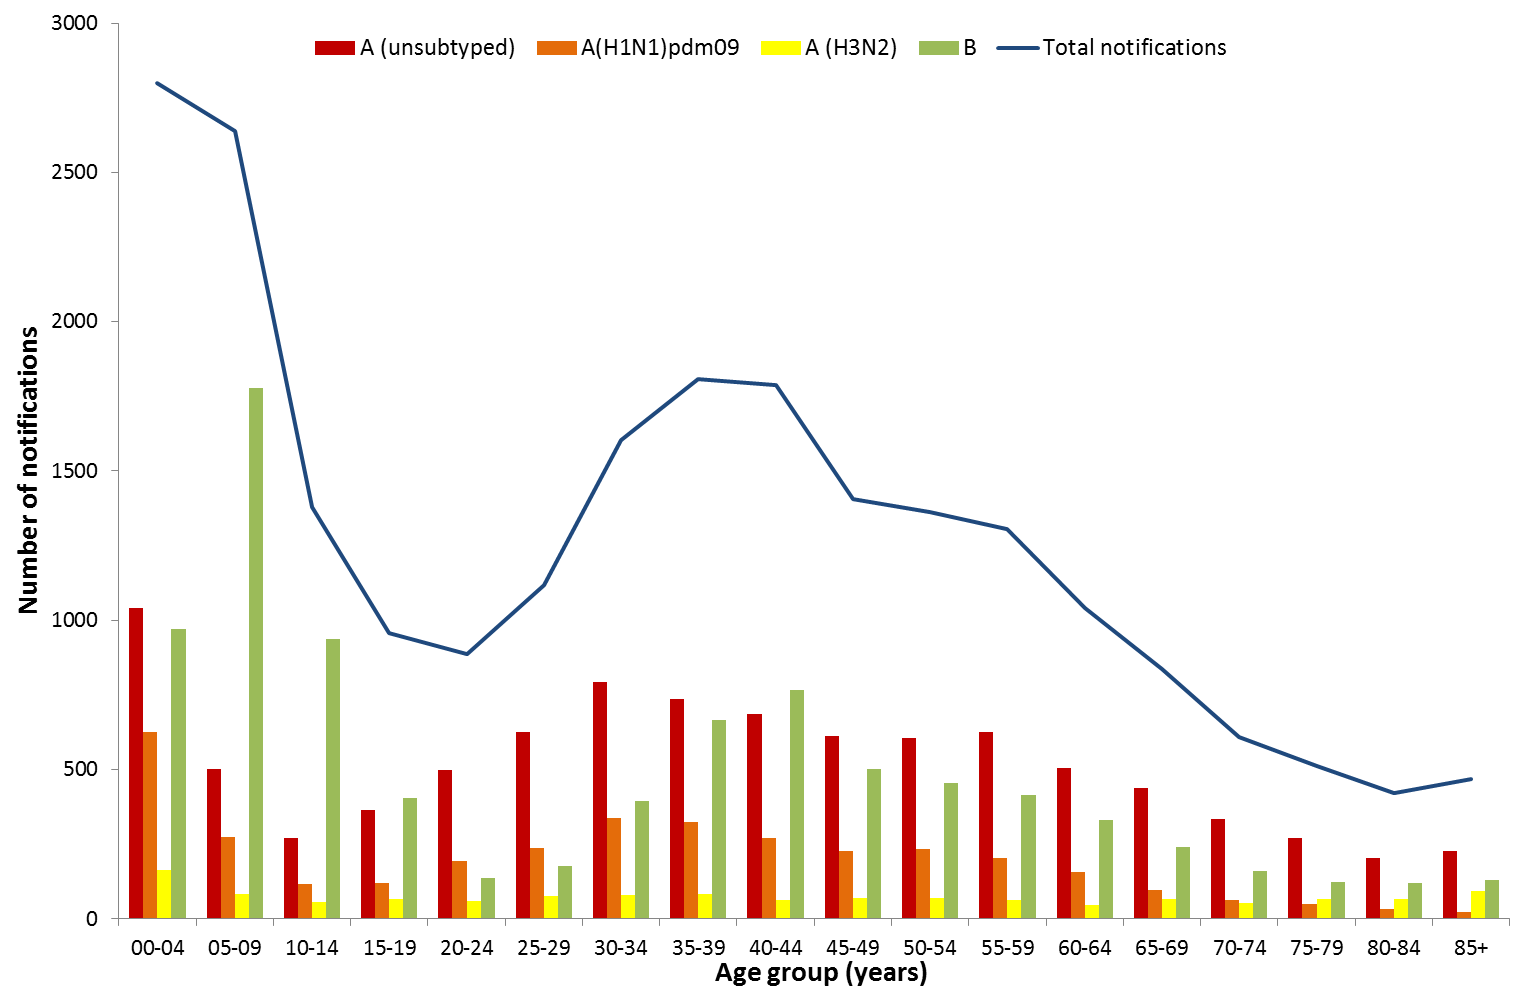 3000
A (unsubtyped) A(H1N1)pdm09 A (H3N2) B Total notifications
2500
2000
1500
1000
500
0
Number of notifications
00-04 05-09 10-14 15-19 20-24 25-29 30-34 35-39 40-44 45-49 50-54 55-59 60-64 65-69 70-74 75-79 80-84 85+
Age group (years)